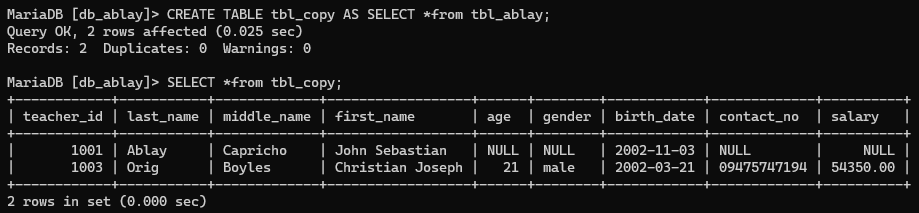 MariaDB [db_ablay]> CREATE TABLE tbl_copy AS SELECT *from tbl_ablay;
Query OK, 2 rows affected (0.025 sec)
Records: 2  Duplicates: 0  Warnings: 0

MariaDB [db_ablay]> SELECT *from tbl_copy;
+------------+-----------+-------------+------------------+------+--------+------------+-------------+----------+
| teacher_id | last_name | middle_name | first_name       | age  | gender | birth_date | contact_no  | salary   |
+------------+-----------+-------------+------------------+------+--------+------------+-------------+----------+
|       1001 | Ablay     | Capricho    | John Sebastian   | NULL | NULL   | 2002-11-03 | NULL        |     NULL |
|       1003 | Orig      | Boyles      | Christian Joseph |   21 | male   | 2002-03-21 | 09475747194 | 54350.00 |
+------------+-----------+-------------+------------------+------+--------+------------+-------------+----------+
2 rows in set (0.000 sec)